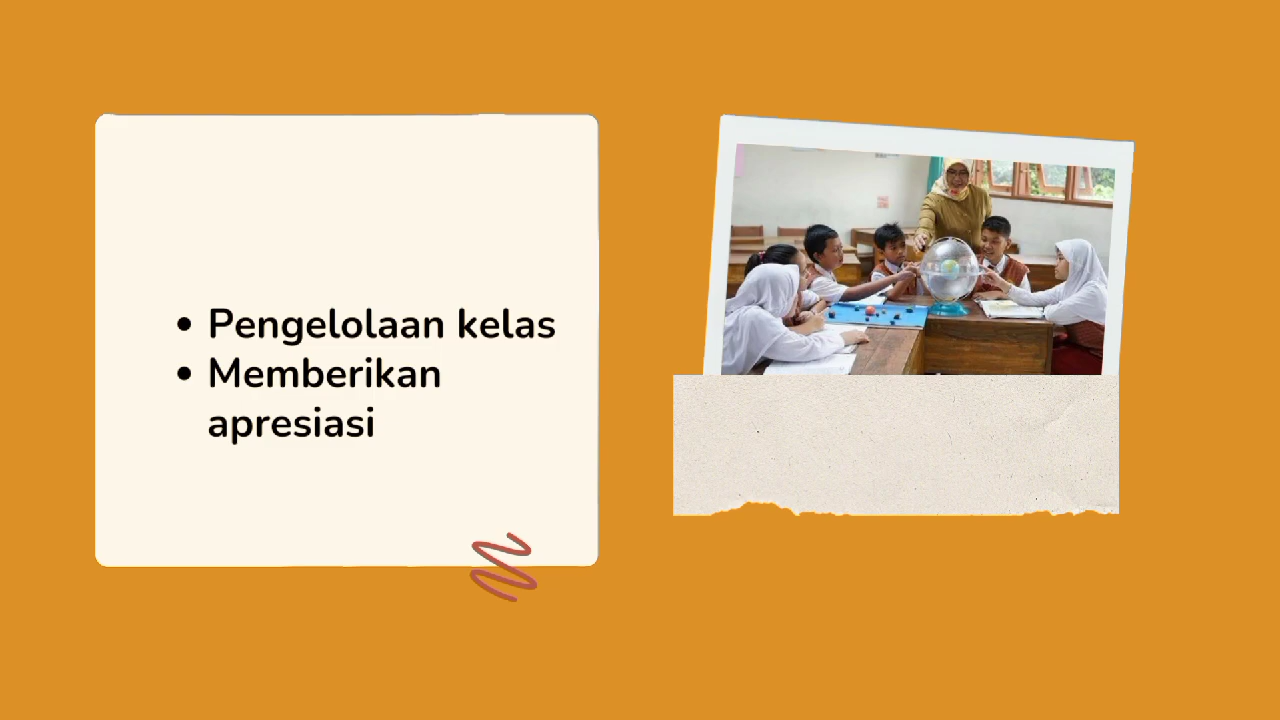 • Pengelolaan kelas
• Memberikan
apresiasi